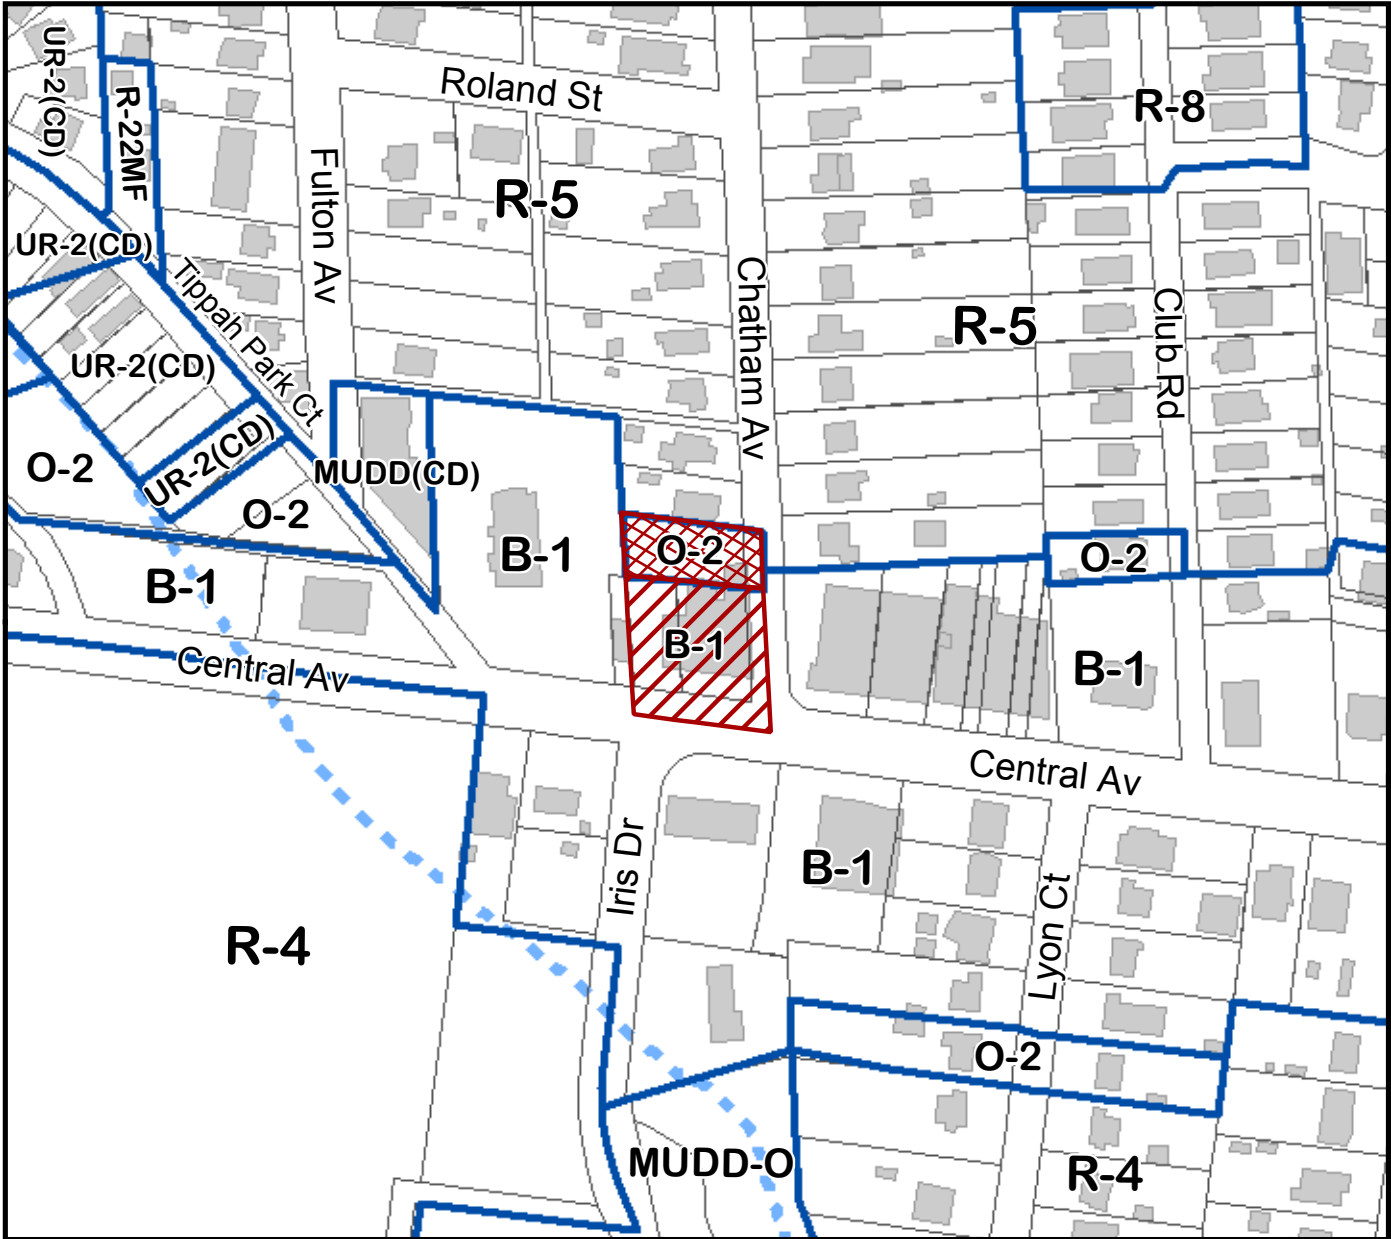 UR-2(CD)
R-22MF
Roland St
R-8
Fulton Av
R-5
UR-2(CD)
Tippah Park Ct
Chatham Av
R-5
Club Rd
UR-2(CD)
UR-2(CD)
MUDD(CD)
O-2
O-2
B-1
O-2
O-2
B-1
B-1
B-1
Central Av
Central Av
Iris Dr
B-1
Lyon Ct
R-4
O-2
MUDD-O
R-4